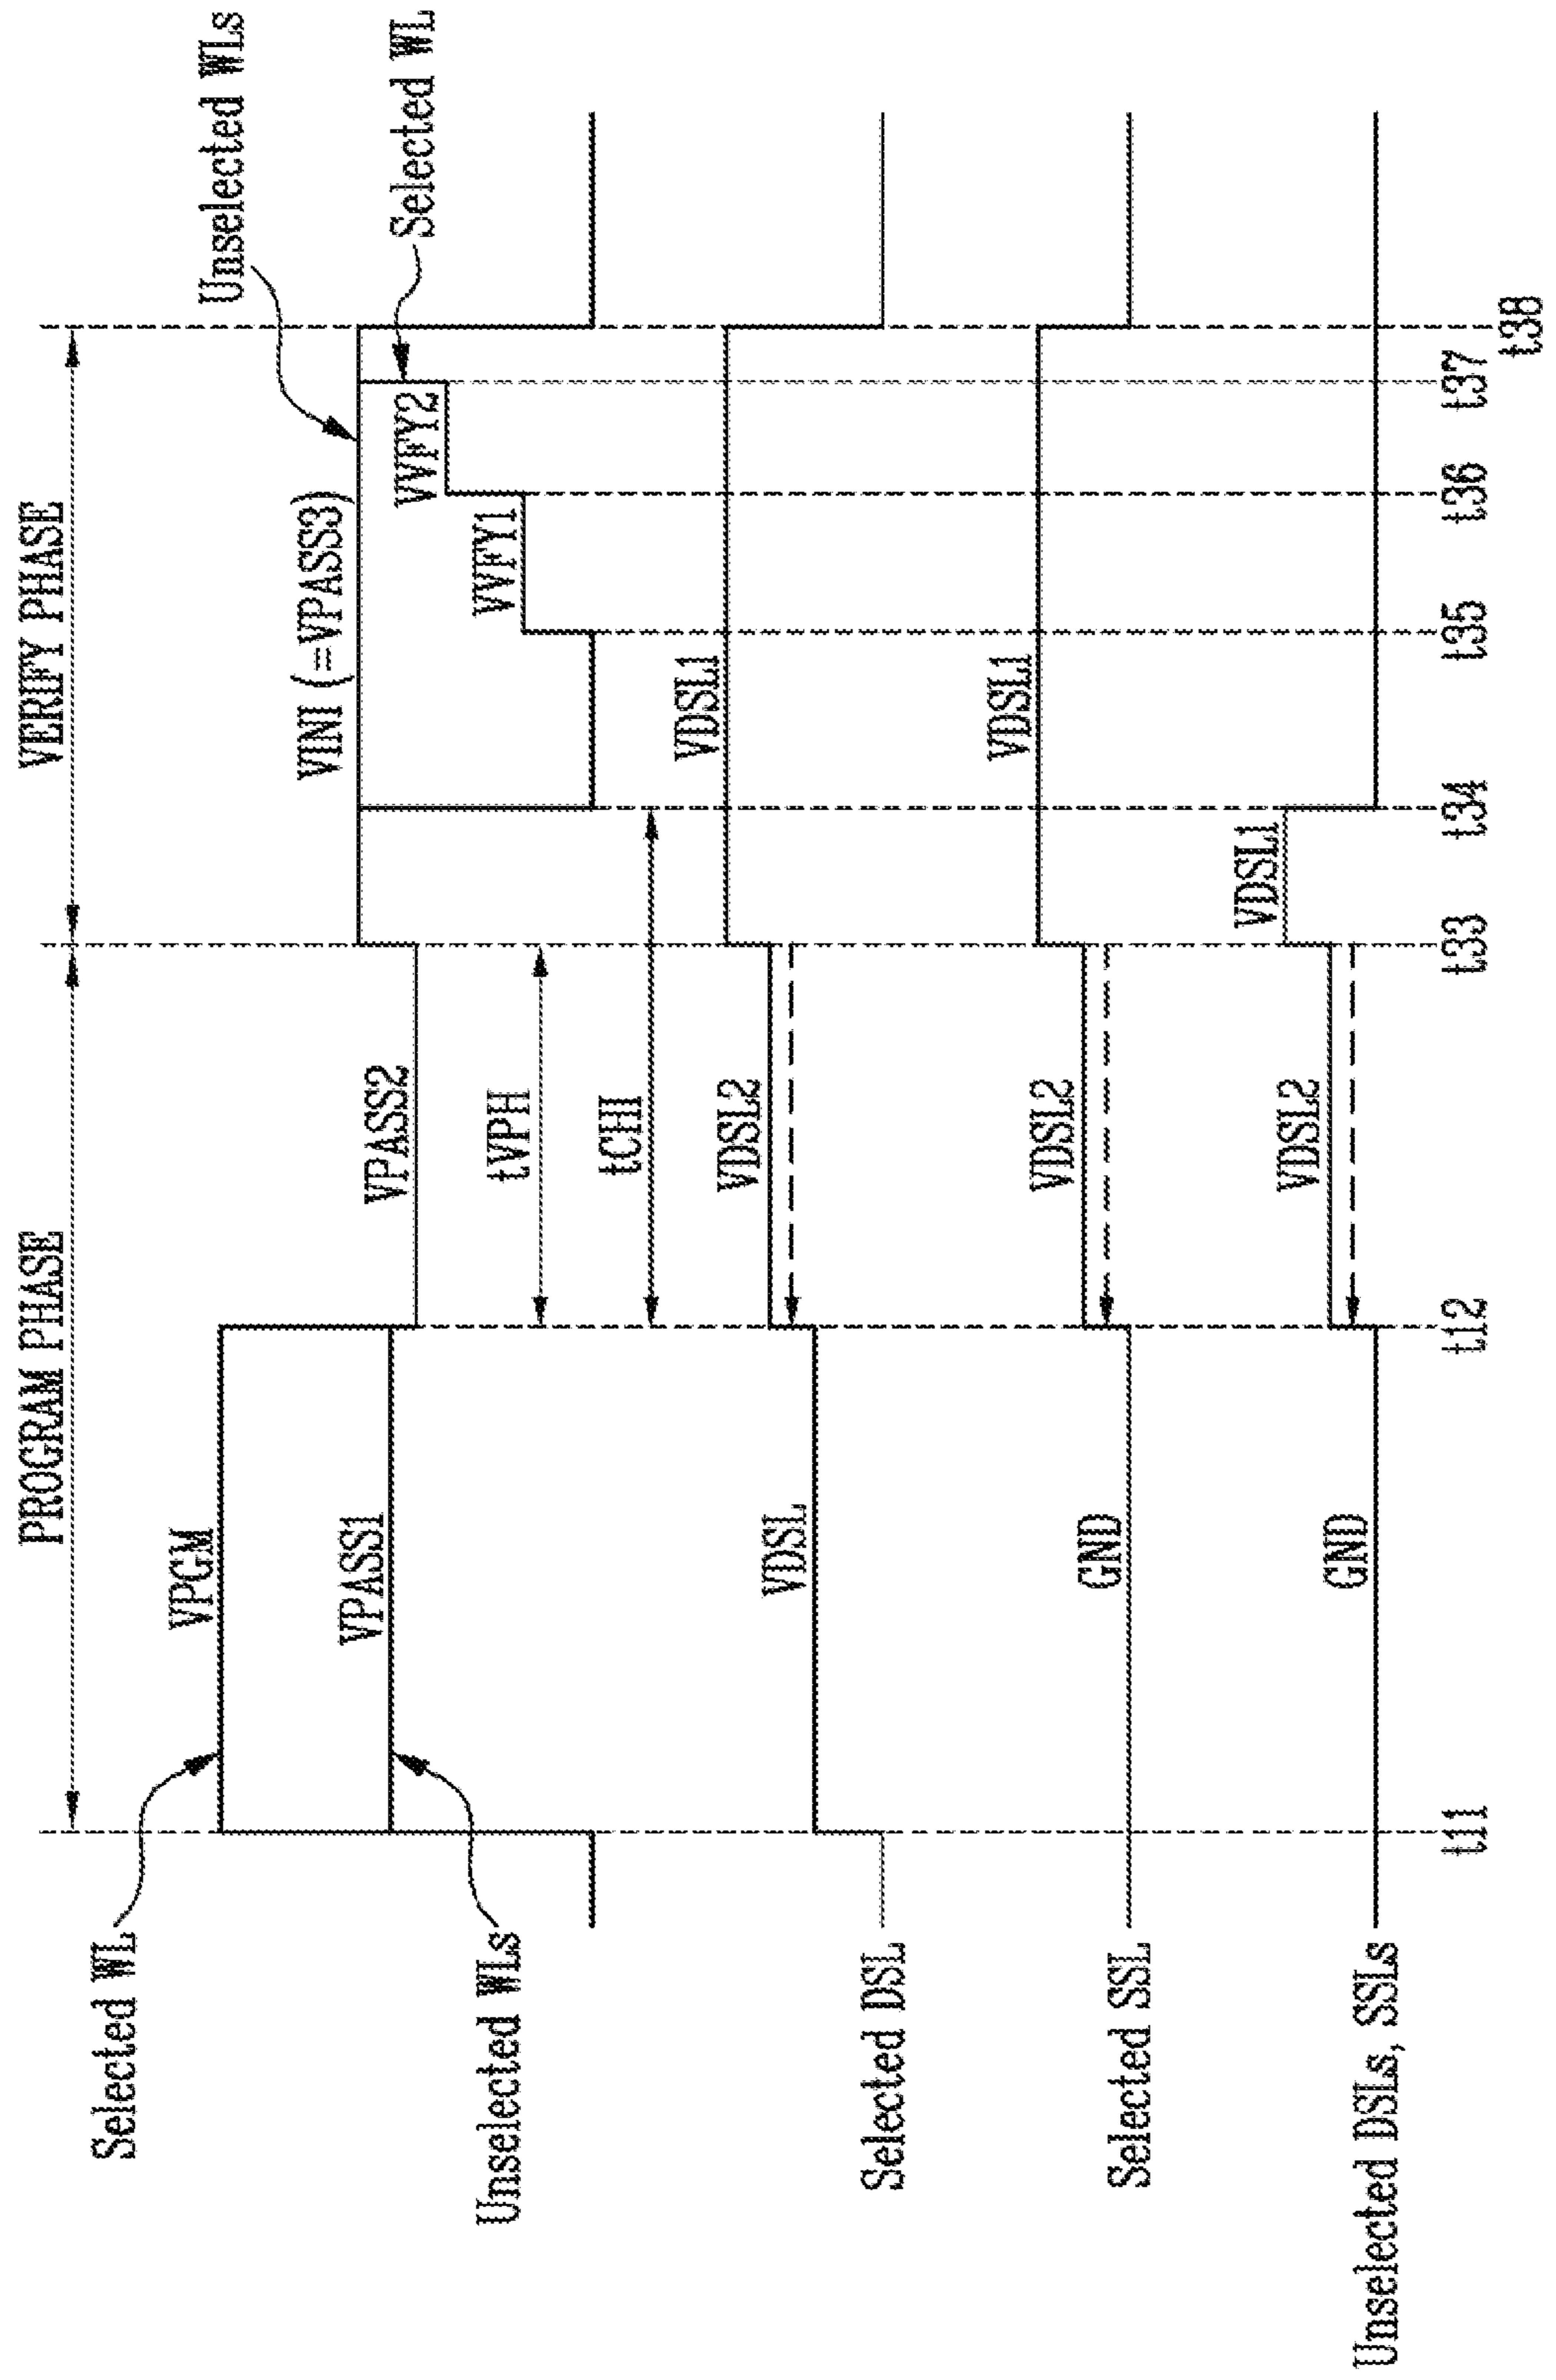 PROGRAM PHASE
VERIFY PHASE
Selected WL
VPGM
Unselected WLs
VINI (=VPASS3)
Selected WL
VPASS1
VPASS2
VVFY2
Unselected WLs
VVFY1
tVPH
tCHI
Selected DSL
VDSL
VDSL2
VDSL1
Selected SSL
GND
VDSL2
VDSL1
Unselected DSLs, SSLs
GND
VDSL2
VDSL1
t11
t12
t33
t34
t35
t36
t37
t38